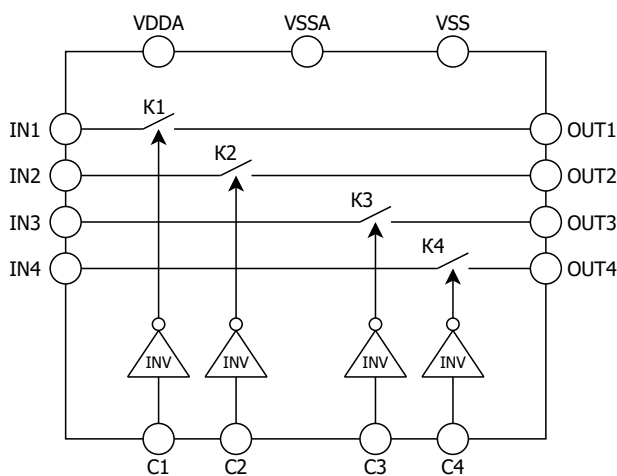 VDDA VSSA VSS
K1
IN1 OUT1
K2
IN2 OUT2
K3
IN3 OUT3
K4
IN4 OUT4
INV INV INV INV
C1 C2 C3 C4